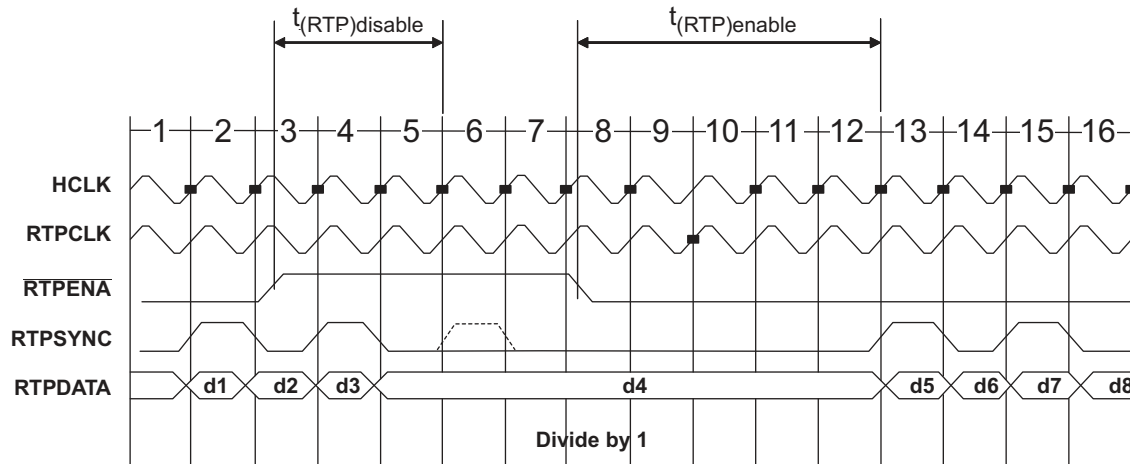 t(RTP)disable t(RTP)enable
1 2 3 4 5 6 7 8 9 10 11 12 13 14 15 16
HCLK
RTPCLK
RTPENA
RTPSYNC
RTPDATA d1 d2 d3 d4 d5 d6 d7 d8
Divide by 1